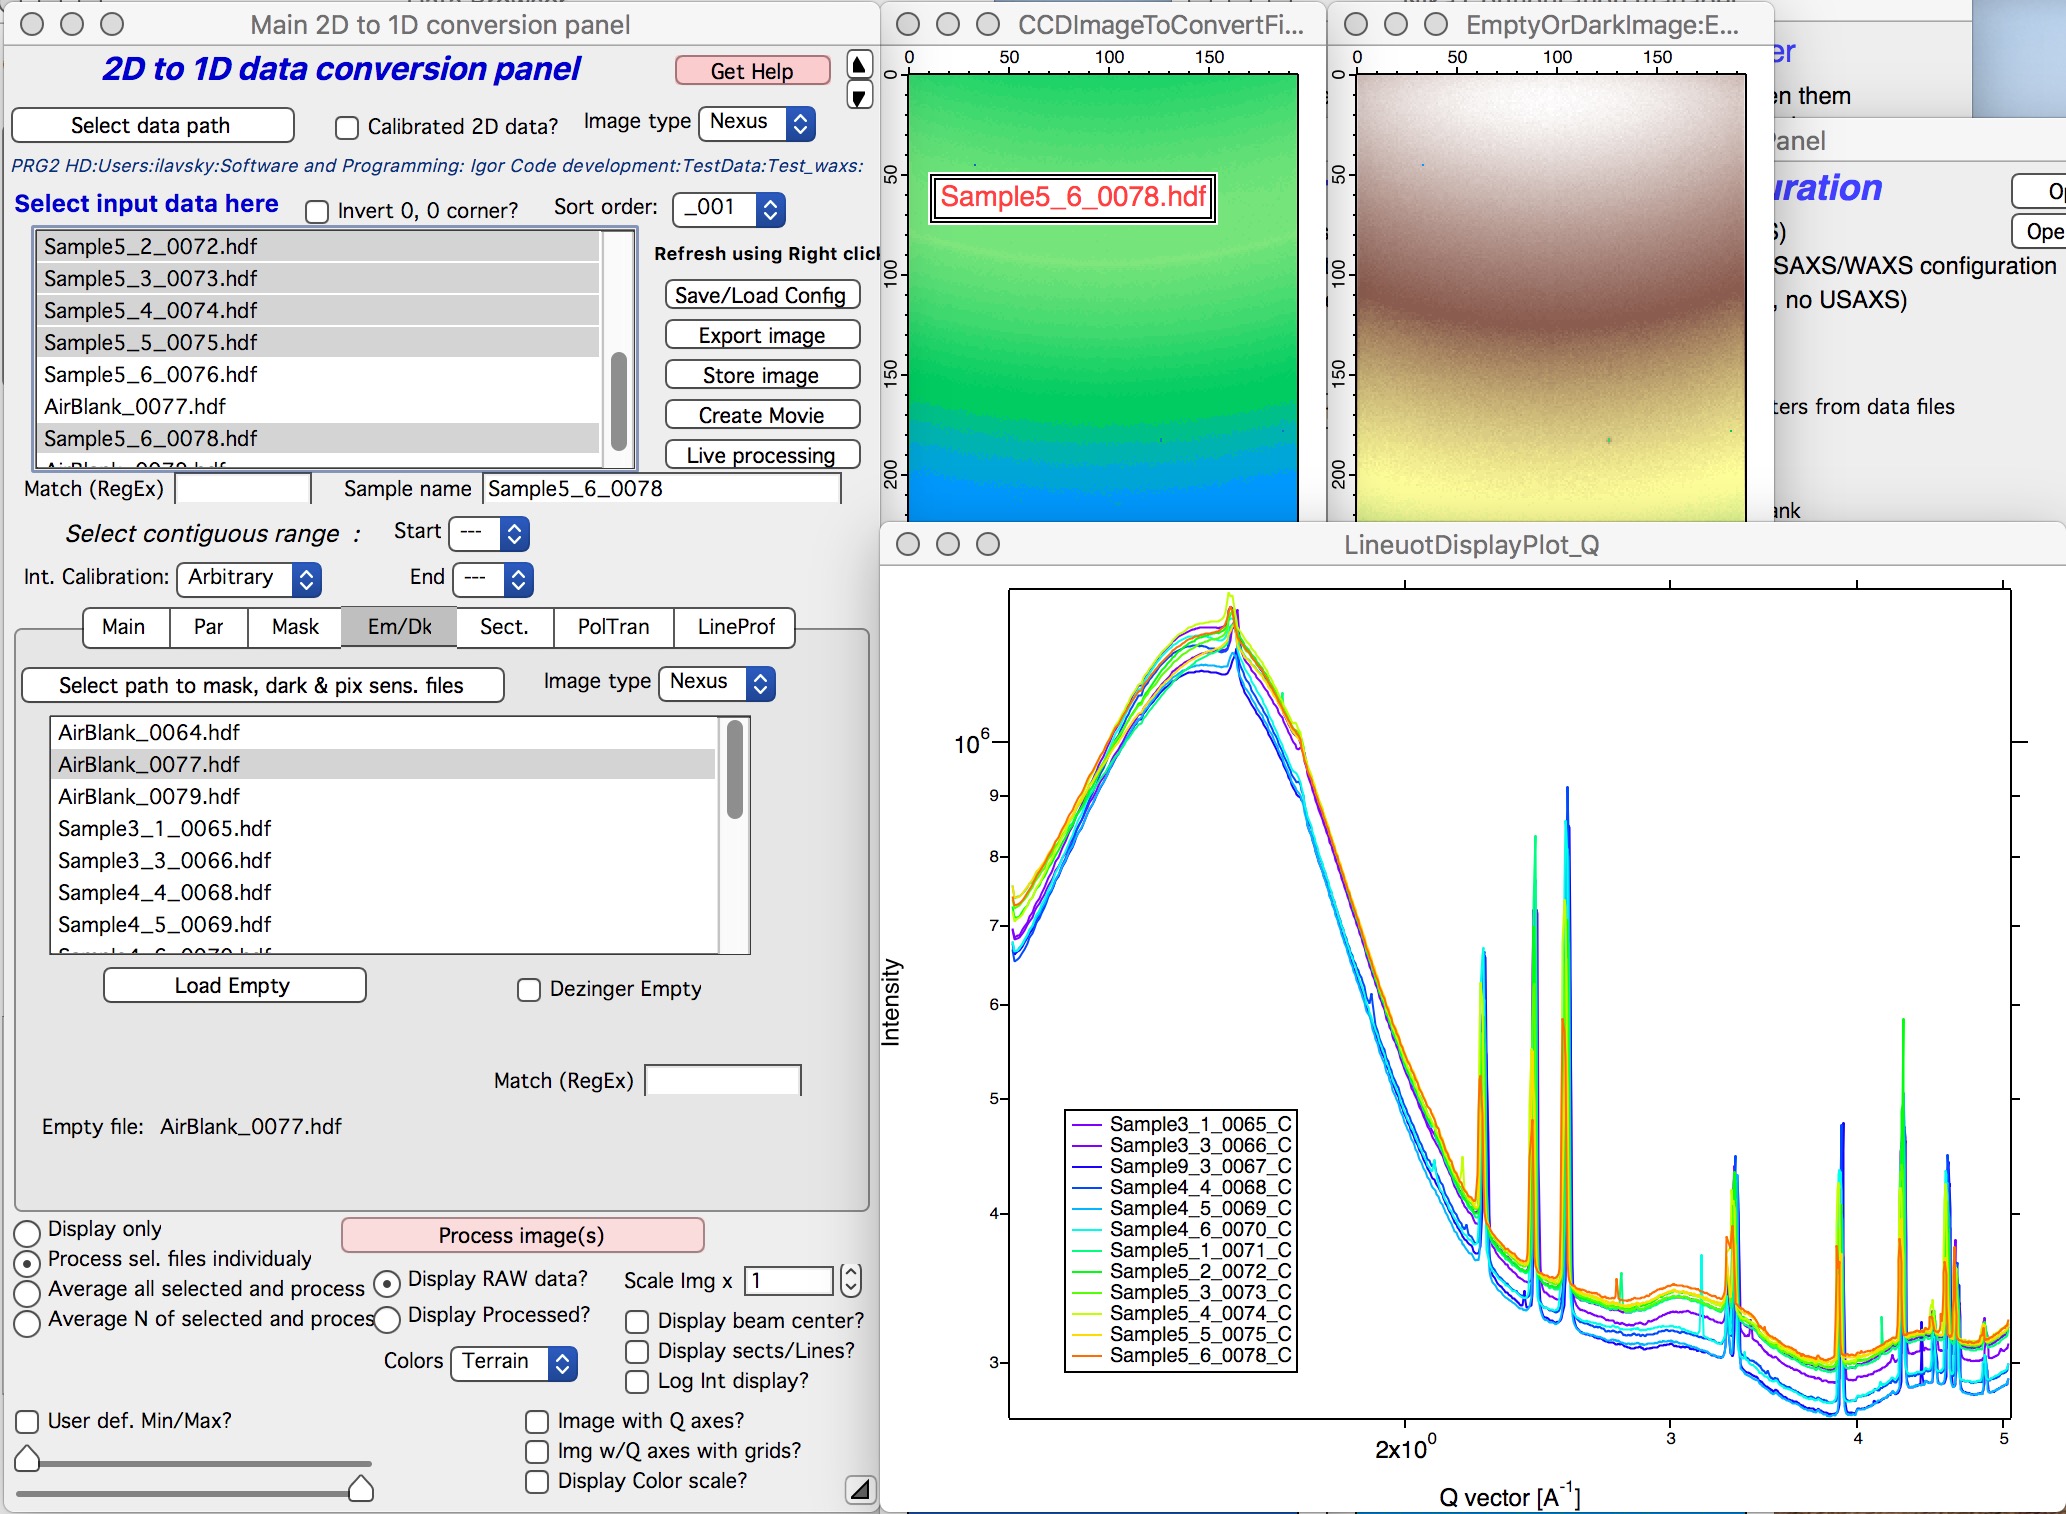 Main 2D to 1D conversion panel
2D to 1D data conversion panel
Get Help
Select data path
Calibrated 2D data?
Image type
Nexus
PRG2 HD:Users:ilavsky:Software and Programming: Igor Code development:TestData:Test_waxs:
Select input data here
Invert 0, 0 corner?
Sort order:
_001
Sample5_2_0072.hdf
Sample5_3_0073.hdf
Sample5_4_0074.hdf
Sample5_5_0075.hdf
Sample5_6_0076.hdf
AirBlank_0077.hdf
Sample5_6_0078.hdf
Refresh using Right click
Save/Load Config
Export image
Store image
Create Movie
Live processing
Match (RegEx)
Sample name
Sample5_6_0078
Select contiguous range :
Start
---
Int. Calibration:
Arbitrary
End
---
Main
Par
Mask
Em/Dk
Sect.
PolTran
LineProf
Select path to mask, dark & pix sens. files
Image type
Nexus
AirBlank_0064.hdf
AirBlank_0077.hdf
AirBlank_0079.hdf
Sample3_1_0065.hdf
Sample3_3_0066.hdf
Sample4_4_0068.hdf
Sample4_5_0069.hdf
Load Empty
Dezinger Empty
Match (RegEx)
Empty file: AirBlank_0077.hdf
Display only
Process sel. files individualy
Average all selected and process
Average N of selected and proces
Process image(s)
Display RAW data?
Display Processed?
Scale Img x
1
Display beam center?
Display sects/Lines?
Log Int display?
Colors
Terrain
User def. Min/Max?
Image with Q axes?
Img w/Q axes with grids?
Display Color scale?
CCDImageToConvertFi...
0 50 100 150
0
50
100
150
200
Sample5_6_0078.hdf
EmptyOrDarkImage:E...
0 50 100 150
0
50
100
150
200
er
en them
Panel
uration
Op
S)
Ope
SAXS/WAXS configuration
, no USAXS)
ters from data files
ank
LineuotDisplayPlot_Q
Intensity
10^6
9
8
7
6
5
4
3
Sample3_1_0065_C
Sample3_3_0066_C
Sample9_3_0067_C
Sample4_4_0068_C
Sample4_5_0069_C
Sample4_6_0070_C
Sample5_1_0071_C
Sample5_2_0072_C
Sample5_3_0073_C
Sample5_4_0074_C
Sample5_5_0075_C
Sample5_6_0078_C
2x10^0 3 4 5
Q vector [A^-1]